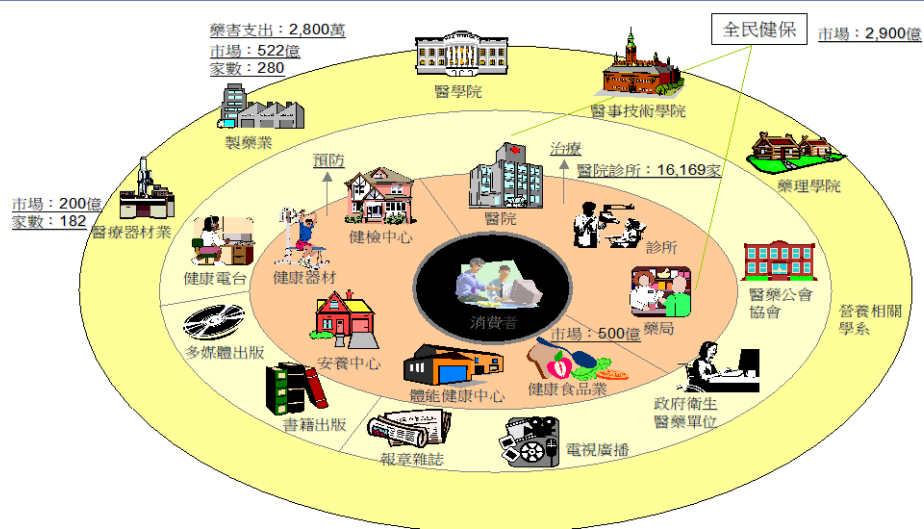 藥害支出：2,800萬
市場：522億
家數：280
全民健保
市場：2,900億
醫學院
醫事技術學院
製藥業
預防
治療
醫院診所：16,169家
藥理學院
市場：200億
家數：182
醫療器材業
健檢中心
醫院
診所
健康電台
健康器材
醫藥公會
協會
營養相關
學系
消費者
藥局
市場：500億
多媒體出版
安養中心
體能健康中心
健康食品業
政府衛生
醫藥單位
書籍出版
報章雜誌
電視廣播